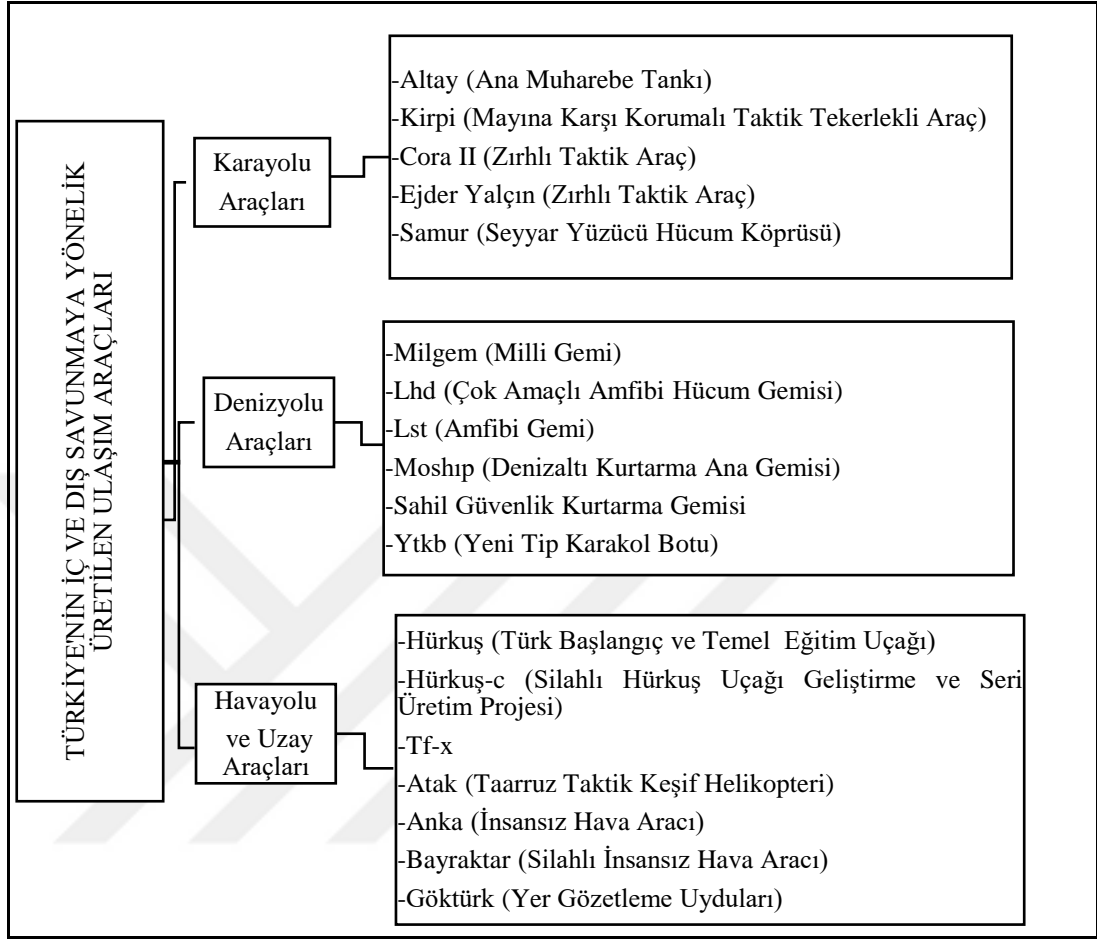 TÜRKİYE'NİN İÇ VE DIŞ SAVUNMAYA YÖNELİK
ÜRETİLEN ULAŞIM ARAÇLARI
Karayolu
Araçları
-Altay (Ana Muharebe Tankı)
-Kirpi (Mayına Karşı Korumalı Taktik Tekerlekli Araç)
-Cora II (Zırhlı Taktik Araç)
-Ejder Yalçın (Zırhlı Taktik Araç)
-Samur (Seyyar Yüzücü Hücum Köprüsü)
Denizyolu
Araçları
-Milgem (Milli Gemi)
-Lhd (Çok Amaçlı Amfibi Hücum Gemisi)
-Lst (Amfibi Gemi)
-Moshıp (Denizaltı Kurtarma Ana Gemisi)
-Sahil Güvenlik Kurtarma Gemisi
-Ytkb (Yeni Tip Karakol Botu)
Havayolu
ve Uzay
Araçları
-Hürkuş (Türk Başlangıç ve Temel Eğitim Uçağı)
-Hürkuş-c (Silahlı Hürkuş Uçağı Geliştirme ve Seri
Üretim Projesi)
-Tf-x
-Atak (Taarruz Taktik Keşif Helikopteri)
-Anka (İnsansız Hava Aracı)
-Bayraktar (Silahlı İnsansız Hava Aracı)
-Göktürk (Yer Gözetleme Uyduları)